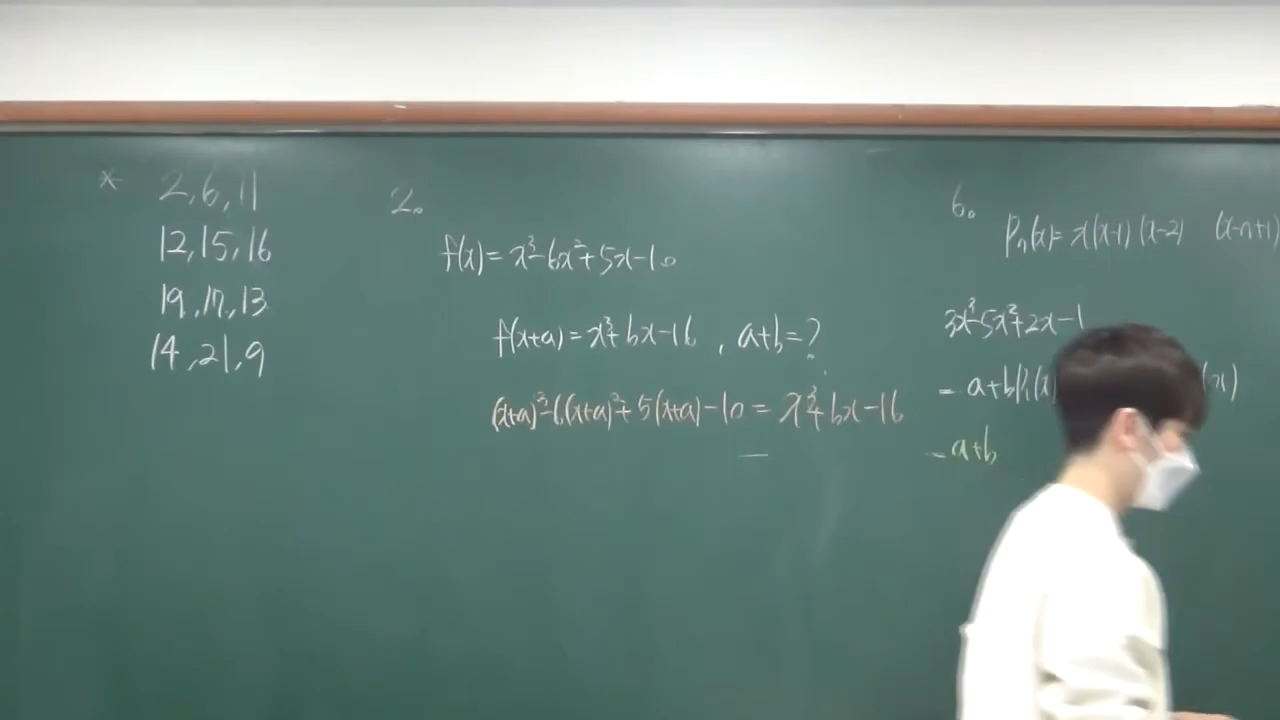 * 2, 6, 11
12, 15, 16
19, 17, 13
14, 21, 9
2.
f(x) = x³-6x²+5x-10
f(x+a) = x³+bx-16 , a+b=?
(x+a)³-6(x+a)²+5(x+a)-10 = x³+bx-16
6.
Pₙ(x)= x(x-1)(x-2) (x-n+1)
3x³-5x²+2x-1
= a+bP₁(x) (x)
= a+b